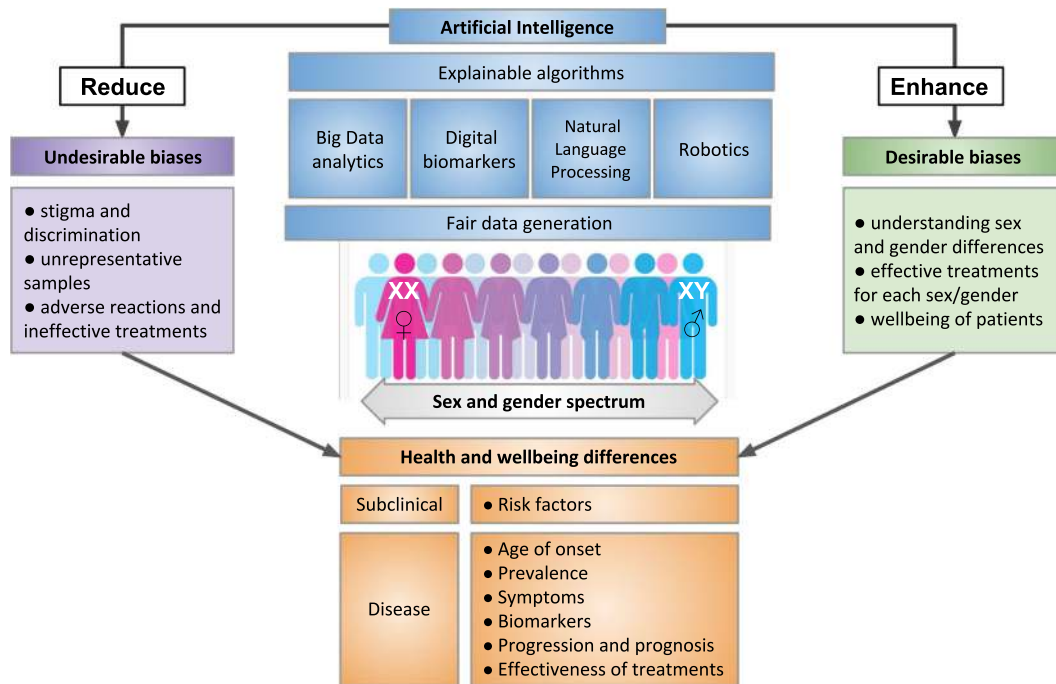 Artificial Intelligence
Reduce
Explainable algorithms
Enhance
Big Data
analytics
Digital
biomarkers
Natural
Language
Processing
Robotics
Undesirable biases
Desirable biases
● stigma and
discrimination
● unrepresentative
samples
● adverse reactions and
ineffective treatments
Fair data generation
● understanding sex
and gender differences
● effective treatments
for each sex/gender
● wellbeing of patients
XX
♀
XY
♂
Sex and gender spectrum
Health and wellbeing differences
Subclinical
● Risk factors
Disease
● Age of onset
● Prevalence
● Symptoms
● Biomarkers
● Progression and prognosis
● Effectiveness of treatments